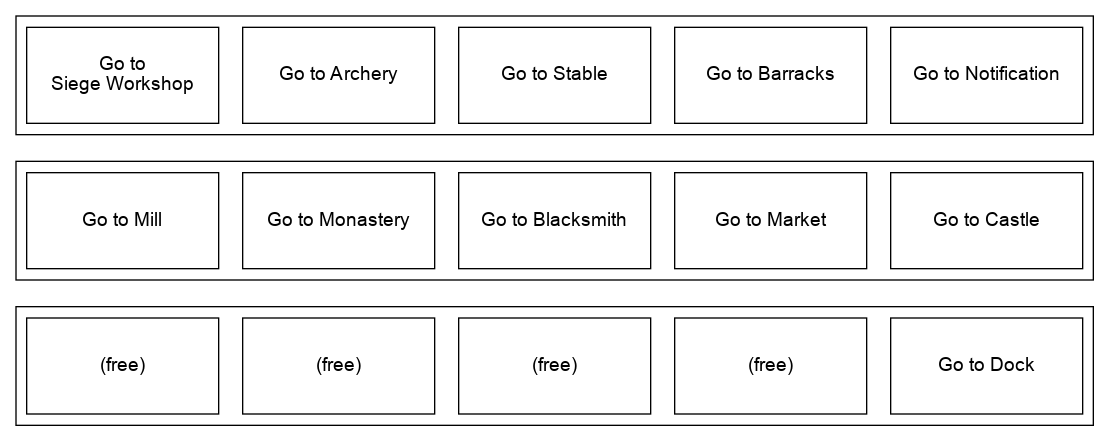 Go to
Siege Workshop
Go to Archery
Go to Stable
Go to Barracks
Go to Notification
Go to Mill
Go to Monastery
Go to Blacksmith
Go to Market
Go to Castle
(free)
(free)
(free)
(free)
Go to Dock